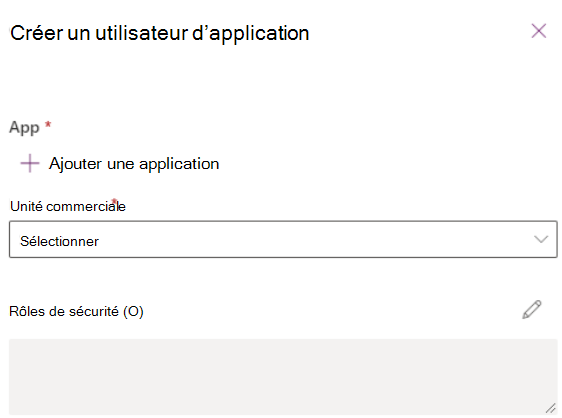 Créer un utilisateur d'application
App *
Ajouter une application
Unité commerciale *
Sélectionner
Rôles de sécurité (O)